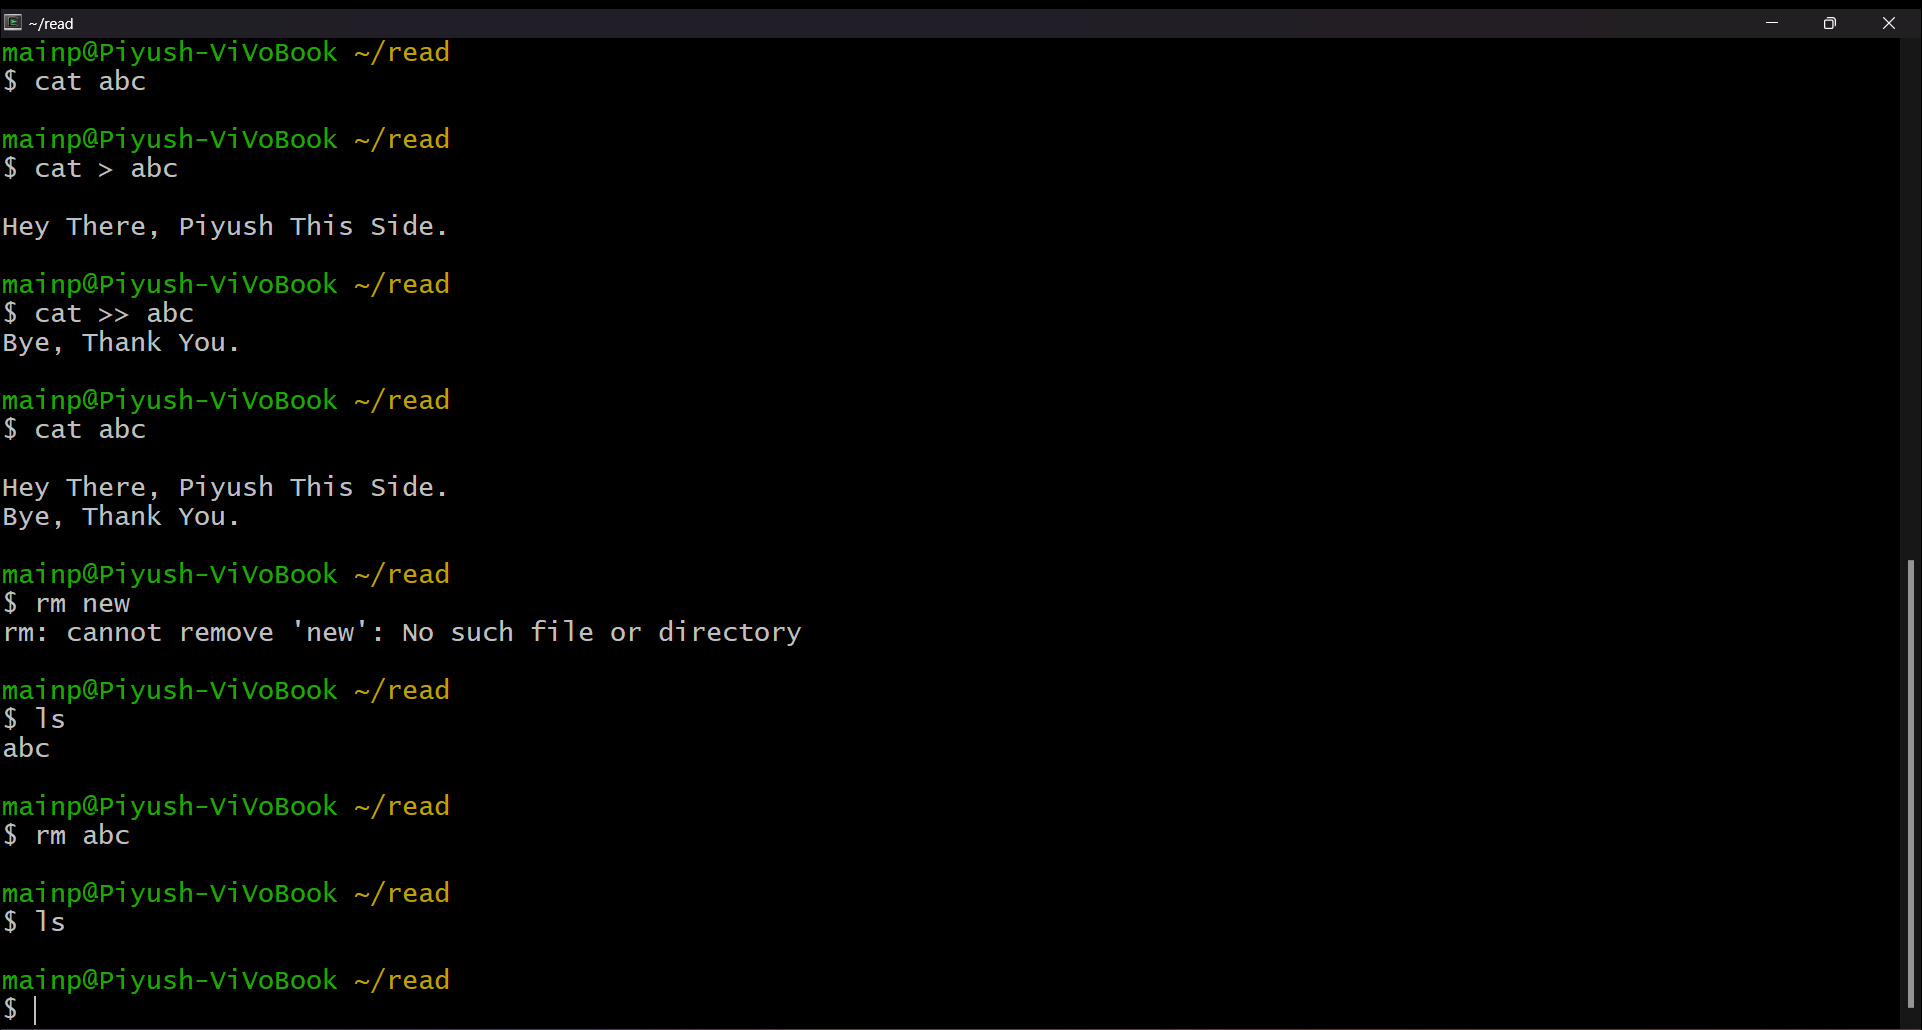 ~/read
mainp@Piyush-ViVoBook ~/read
$ cat abc
mainp@Piyush-ViVoBook ~/read
$ cat > abc
Hey There, Piyush This Side.
mainp@Piyush-ViVoBook ~/read
$ cat >> abc
Bye, Thank You.
mainp@Piyush-ViVoBook ~/read
$ cat abc
Hey There, Piyush This Side.
Bye, Thank You.
mainp@Piyush-ViVoBook ~/read
$ rm new
rm: cannot remove 'new': No such file or directory
mainp@Piyush-ViVoBook ~/read
$ ls
abc
mainp@Piyush-ViVoBook ~/read
$ rm abc
mainp@Piyush-ViVoBook ~/read
$ ls
mainp@Piyush-ViVoBook ~/read
$